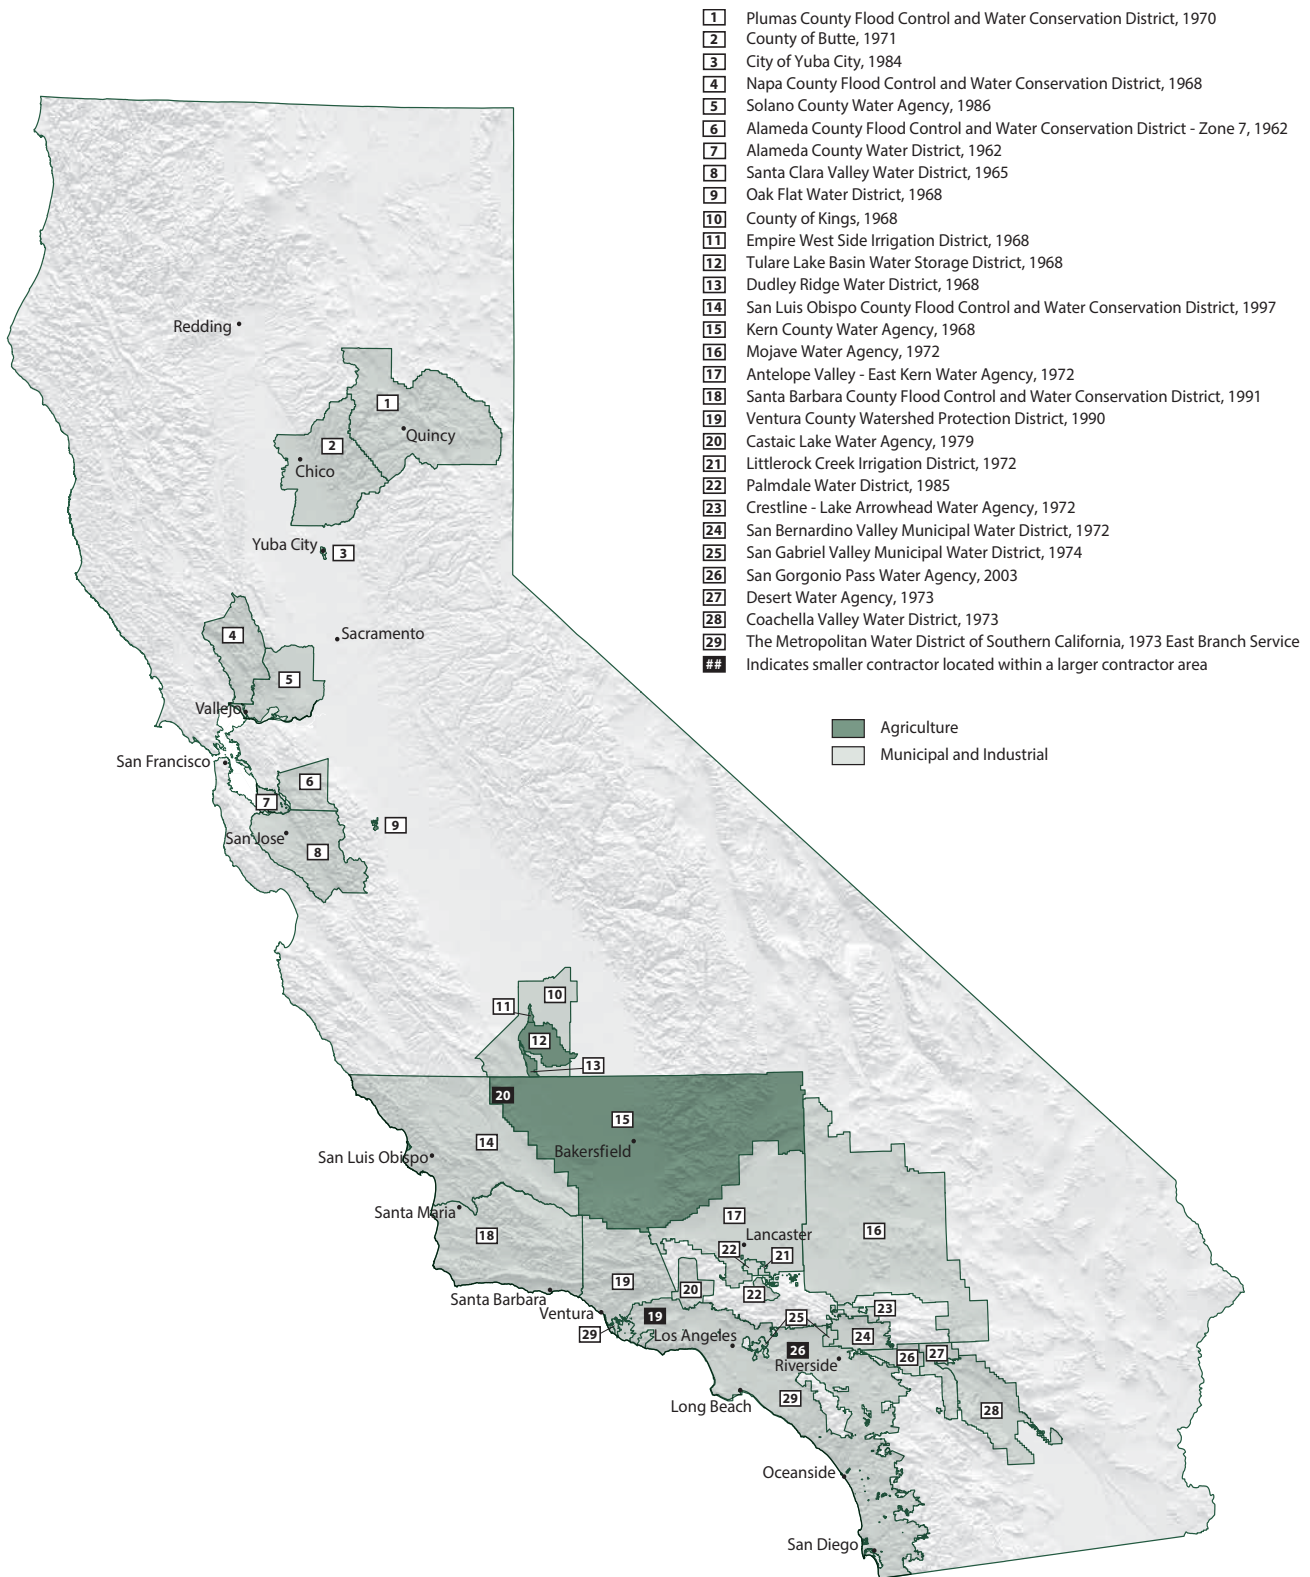 1 Plumas County Flood Control and Water Conservation District, 1970
2 County of Butte, 1971
3 City of Yuba City, 1984
4 Napa County Flood Control and Water Conservation District, 1968
5 Solano County Water Agency, 1986
6 Alameda County Flood Control and Water Conservation District - Zone 7, 1962
7 Alameda County Water District, 1962
8 Santa Clara Valley Water District, 1965
9 Oak Flat Water District, 1968
10 County of Kings, 1968
11 Empire West Side Irrigation District, 1968
12 Tulare Lake Basin Water Storage District, 1968
13 Dudley Ridge Water District, 1968
14 San Luis Obispo County Flood Control and Water Conservation District, 1997
15 Kern County Water Agency, 1968
16 Mojave Water Agency, 1972
17 Antelope Valley - East Kern Water Agency, 1972
18 Santa Barbara County Flood Control and Water Conservation District, 1991
19 Ventura County Watershed Protection District, 1990
20 Castaic Lake Water Agency, 1979
21 Littlerock Creek Irrigation District, 1972
22 Palmdale Water District, 1985
23 Crestline - Lake Arrowhead Water Agency, 1972
24 San Bernardino Valley Municipal Water District, 1972
25 San Gabriel Valley Municipal Water District, 1974
26 San Gorgonio Pass Water Agency, 2003
27 Desert Water Agency, 1973
28 Coachella Valley Water District, 1973
29 The Metropolitan Water District of Southern California, 1973 East Branch Service
## Indicates smaller contractor located within a larger contractor area
Agriculture
Municipal and Industrial
Redding
1
Quincy
2
Chico
Yuba City
3
4
Sacramento
5
Vallejo
San Francisco
6
7
9
San Jose
8
10
11
12
13
20
15
14
Bakersfield
San Luis Obispo
Santa Maria
17
18
16
Lancaster
22
21
19
20
22
Santa Barbara
23
Ventura
19
25
29
Los Angeles
24
26
26
27
Riverside
29
Long Beach
28
Oceanside
San Diego